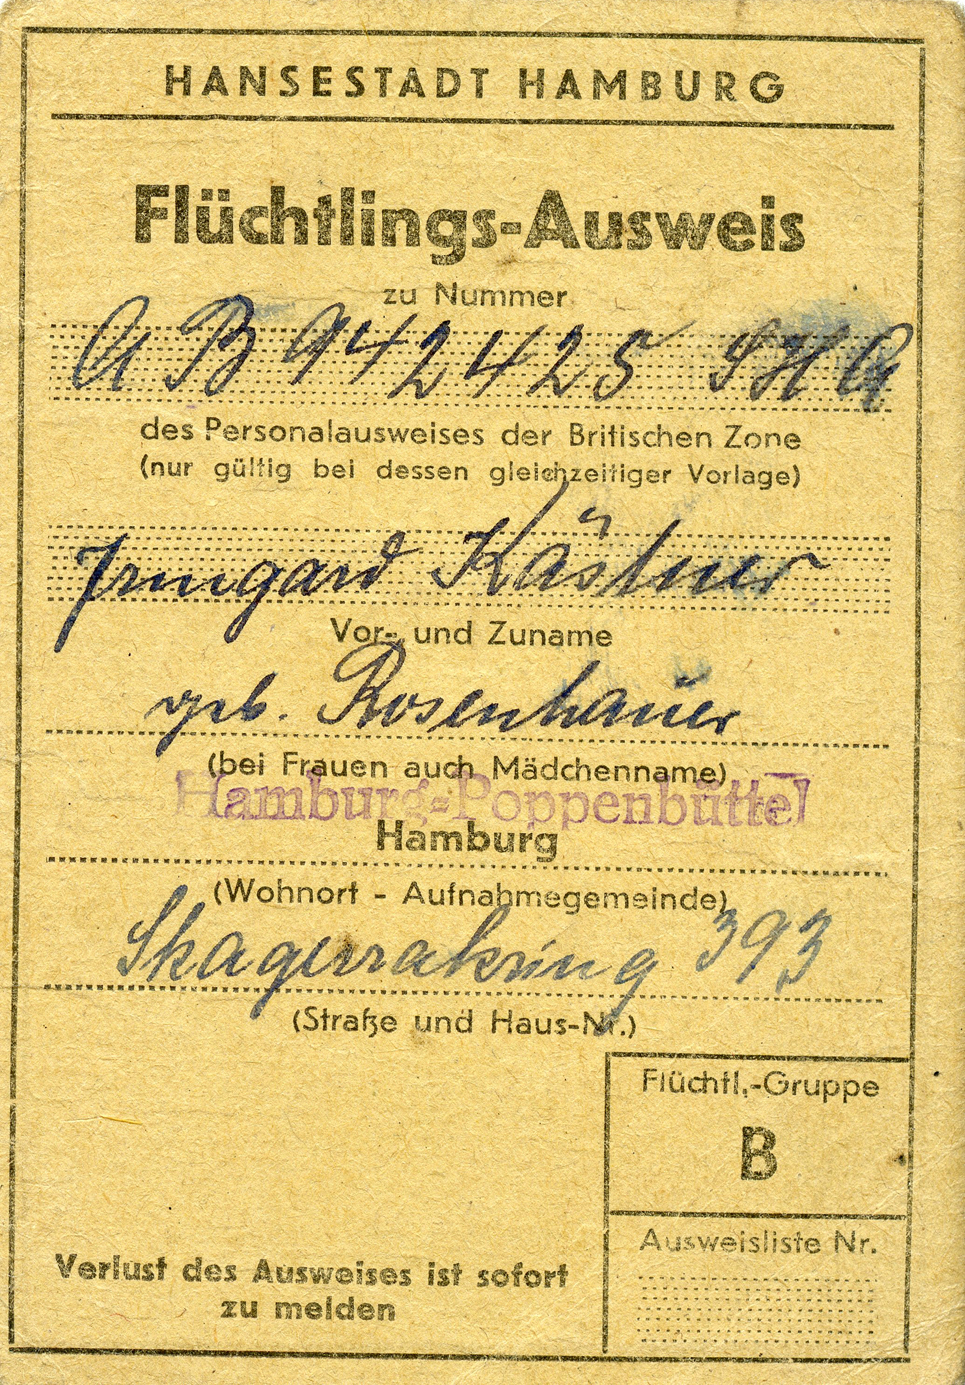 HANSESTADT HAMBURG
Flüchtlings-Ausweis
zu Nummer
AB 942425 SHA
des Personalausweises der Britischen Zone
(nur gültig bei dessen gleichzeitiger Vorlage)
Irmgard Kästner
Vor- und Zuname
geb. Rosenhauer
(bei Frauen auch Mädchenname)
Hamburg-Poppenbüttel
Hamburg
(Wohnort - Aufnahmegemeinde)
Skagerrakring 393
(Straße und Haus-Nr.)
Flüchtl.-Gruppe
B
Ausweisliste Nr.
Verlust des Ausweises ist sofort
zu melden